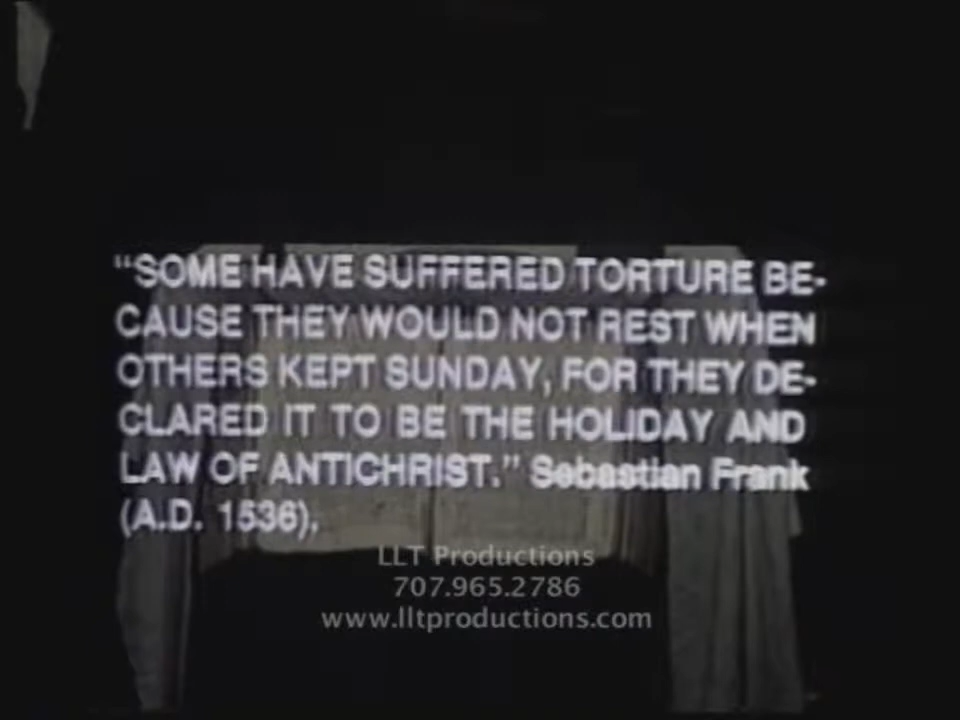 “SOME HAVE SUFFERED TORTURE BE-
CAUSE THEY WOULD NOT REST WHEN
OTHERS KEPT SUNDAY, FOR THEY DE-
CLARED IT TO BE THE HOLIDAY AND
LAW OF ANTICHRIST.” Sebastian Frank
(A.D. 1536).
LLT Productions
707.965.2786
www.lltproductions.com